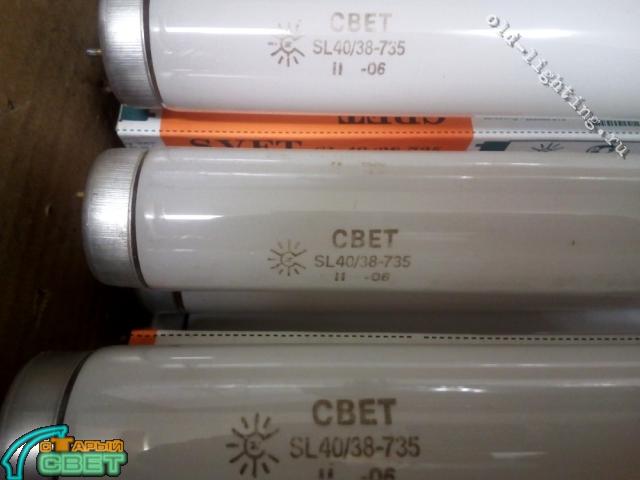 СВЕТ
SL40/38-735
II -06
old-lighting.ru
SVET
СВЕТ
SL40/38-735
II -06
СВЕТ
SL40/38-735
II -06
СТАРЫЙ
СВЕТ